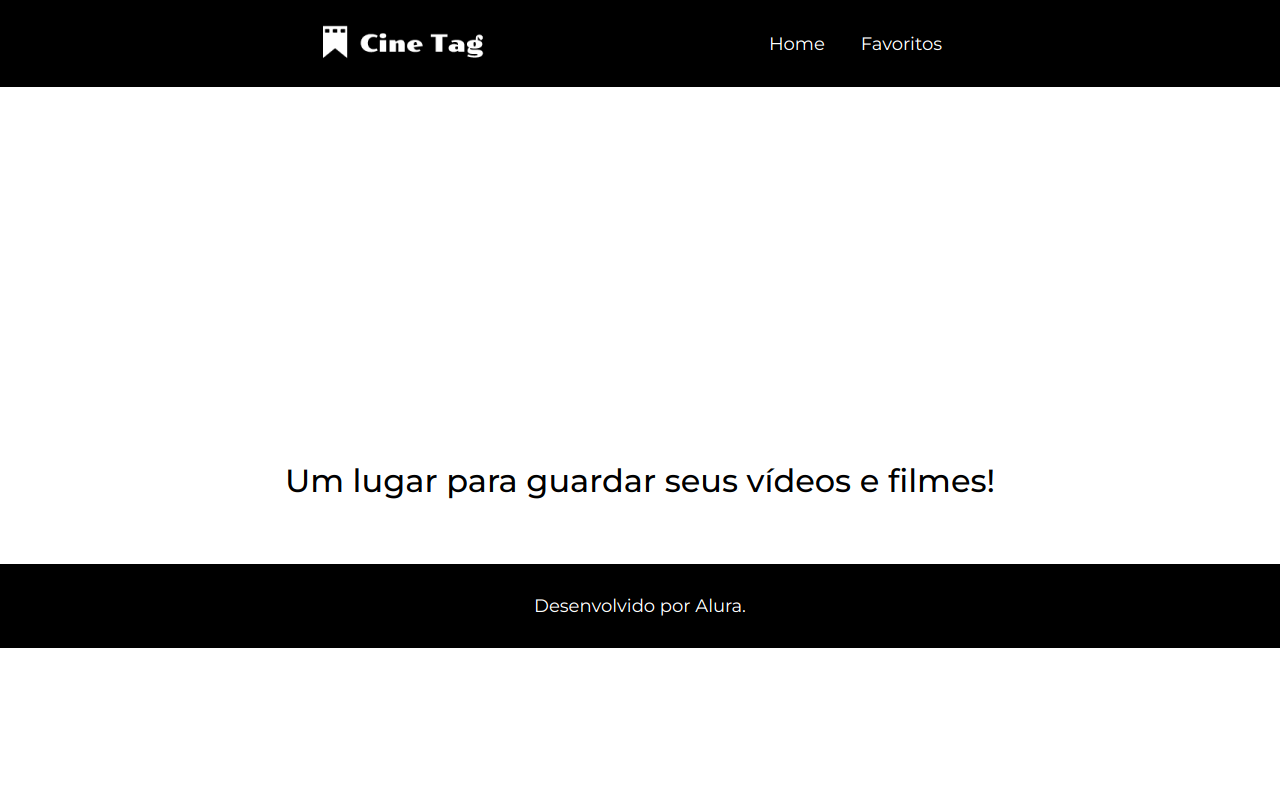 Cine Tag
Home Favoritos
Um lugar para guardar seus vídeos e filmes!
Desenvolvido por Alura.